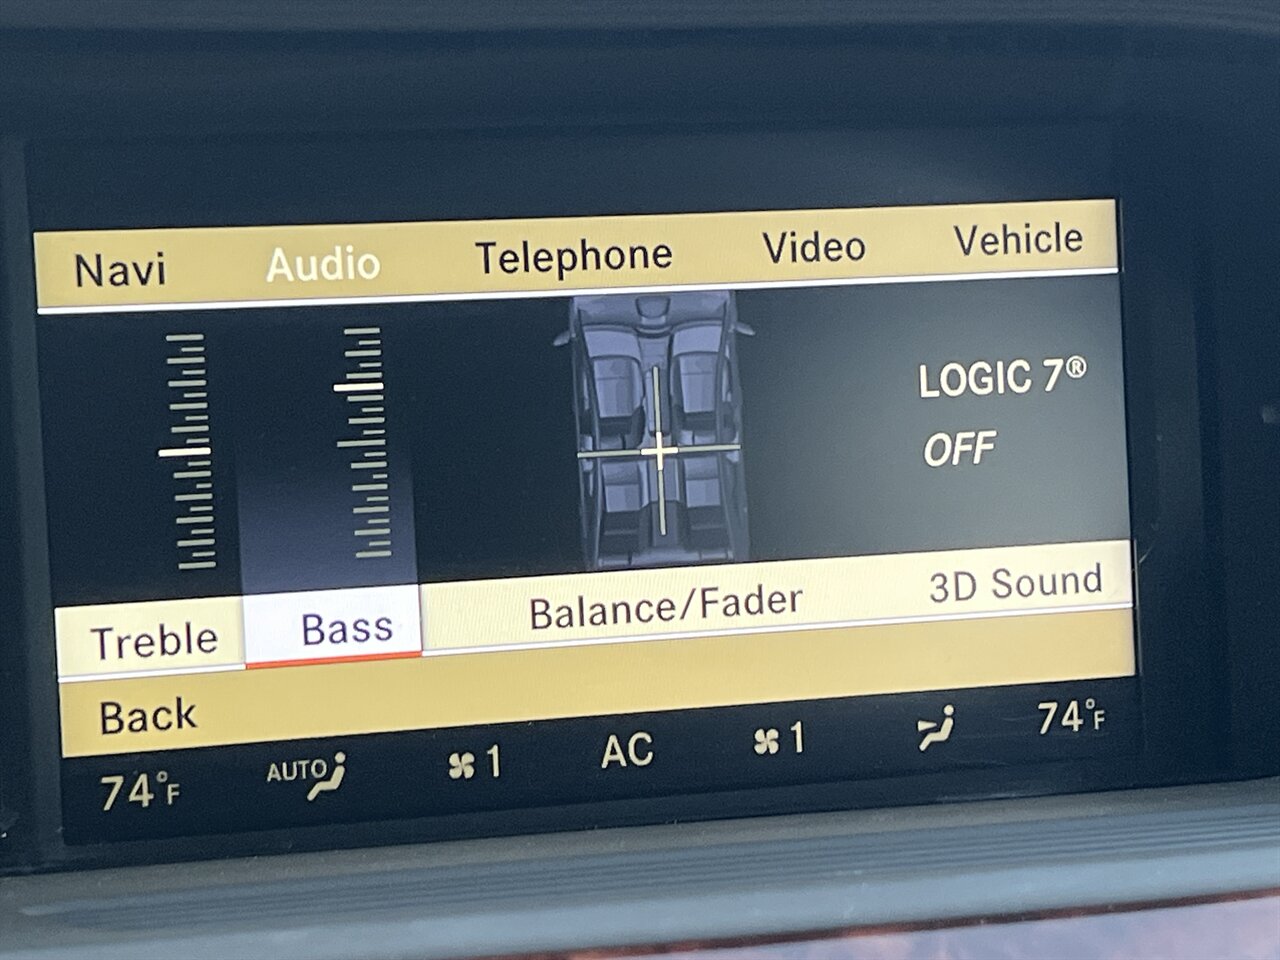 Navi Audio Telephone Video Vehicle
LOGIC 7®
OFF
Treble Bass Balance/Fader 3D Sound
Back
74°F AUTO 1 AC 1 74°F